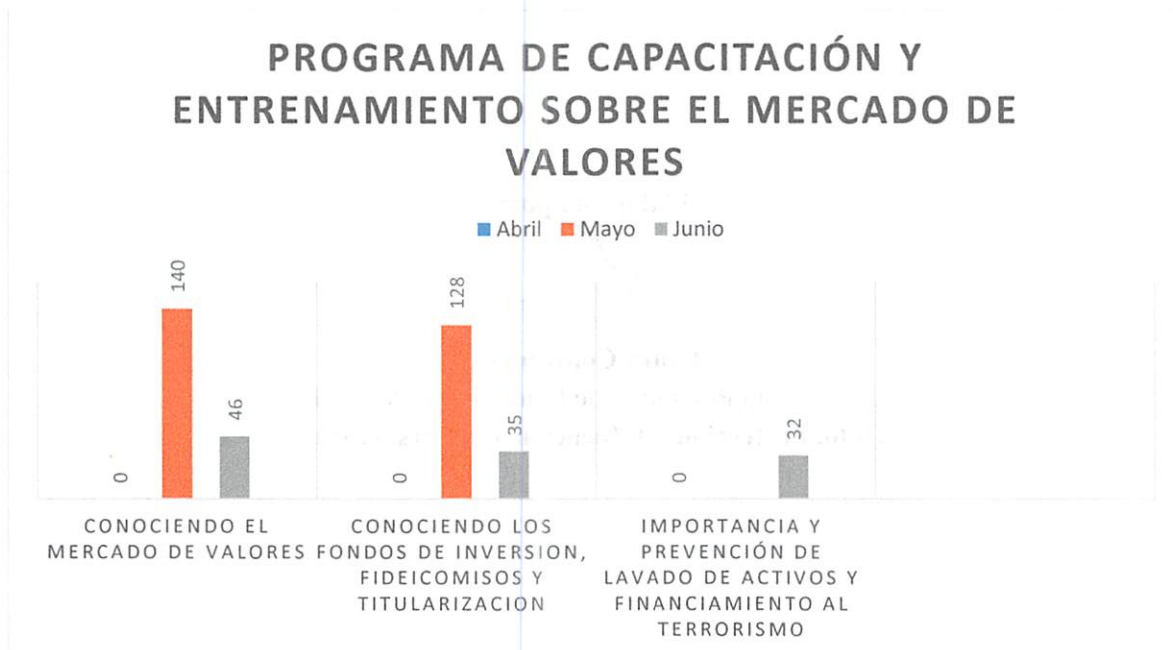 PROGRAMA DE CAPACITACIÓN Y
ENTRENAMIENTO SOBRE EL MERCADO DE
VALORES
Abril Mayo Junio
0 140 46
0 128 35
0 32
CONOCIENDO EL
MERCADO DE VALORES
CONOCIENDO LOS
FONDOS DE INVERSION,
FIDEICOMISOS Y
TITULARIZACION
IMPORTANCIA Y
PREVENCIÓN DE
LAVADO DE ACTIVOS Y
FINANCIAMIENTO AL
TERRORISMO